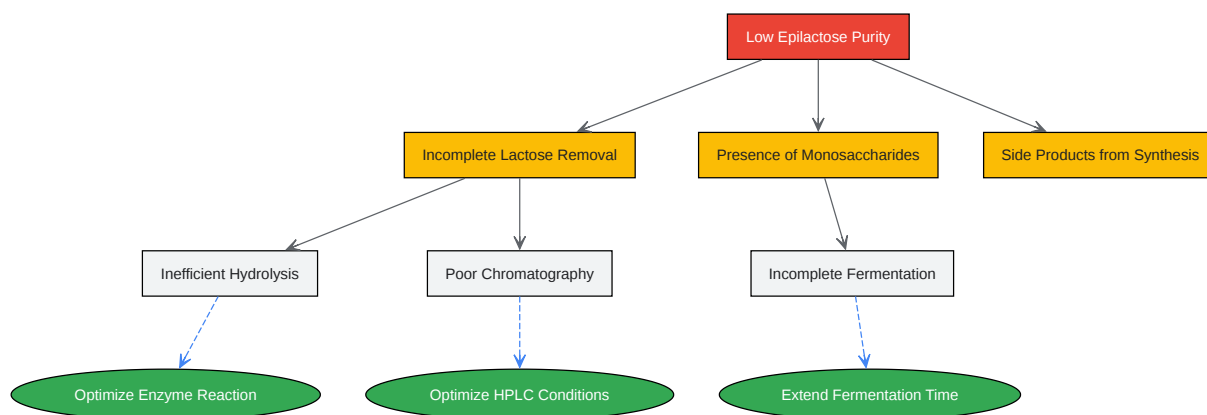 Low Epilactose Purity
Incomplete Lactose Removal
Presence of Monosaccharides
Side Products from Synthesis
Inefficient Hydrolysis
Poor Chromatography
Incomplete Fermentation
Optimize Enzyme Reaction
Optimize HPLC Conditions
Extend Fermentation Time